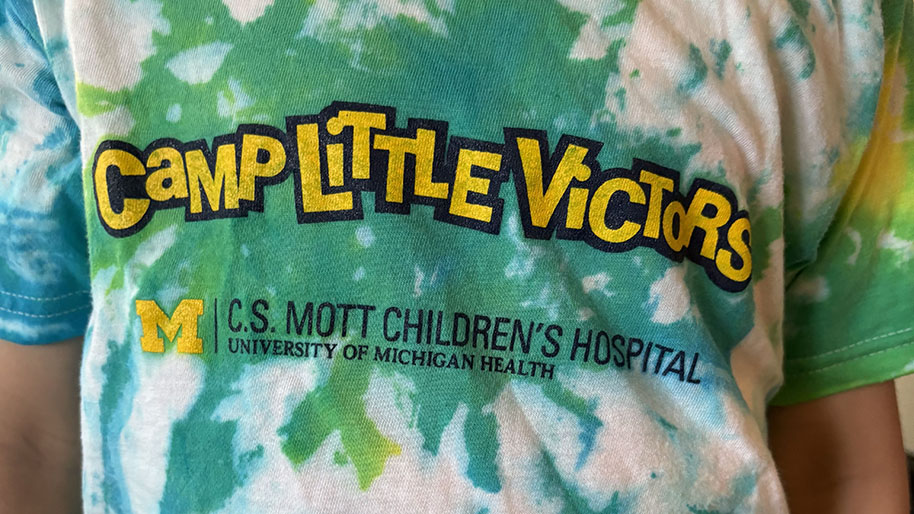 CaMP LiTTLE ViCToRS
M C.S. MOTT CHILDREN'S HOSPITAL
UNIVERSITY OF MICHIGAN HEALTH